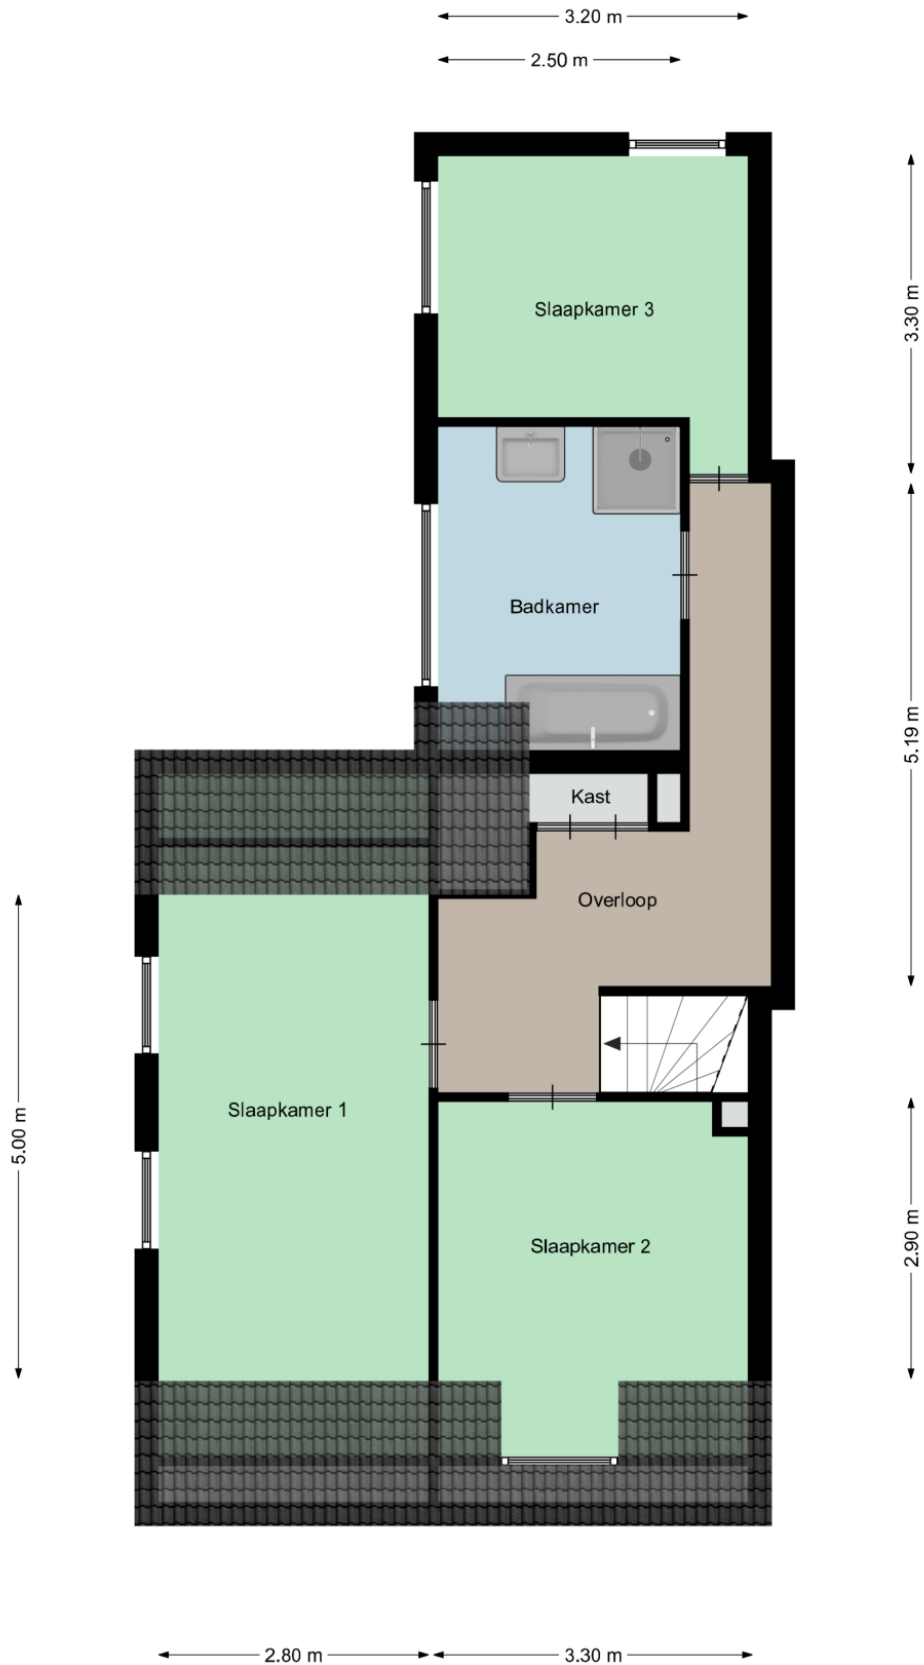 3.20 m
2.50 m
Slaapkamer 3
3.30 m
Badkamer
5.19 m
Kast
Overloop
Slaapkamer 1
5.00 m
Slaapkamer 2
2.90 m
2.80 m
3.30 m